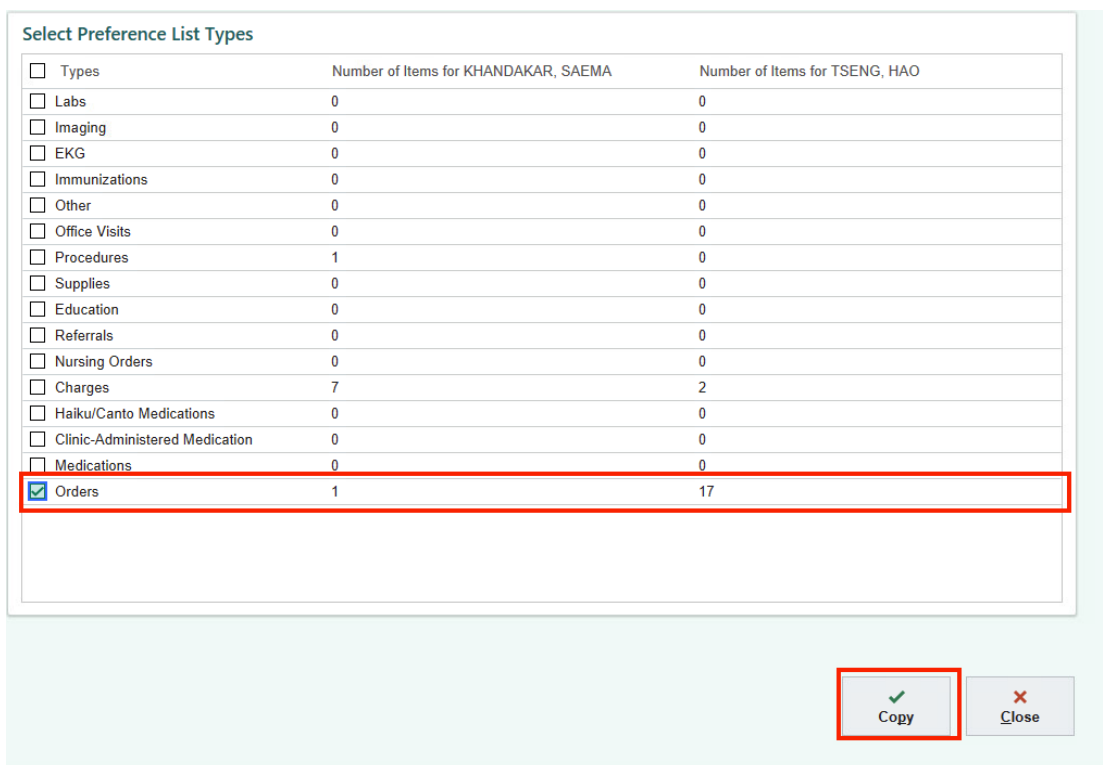 Select Preference List Types
Types Number of Items for KHANDAKAR, SAEMA Number of Items for TSENG, HAO
Labs 0 0
Imaging 0 0
EKG 0 0
Immunizations 0 0
Other 0 0
Office Visits 0 0
Procedures 1 0
Supplies 0 0
Education 0 0
Referrals 0 0
Nursing Orders 0 0
Charges 7 2
Haiku/Canto Medications 0 0
Clinic-Administered Medication 0 0
Medications 0 0
Orders 1 17
Copy Close